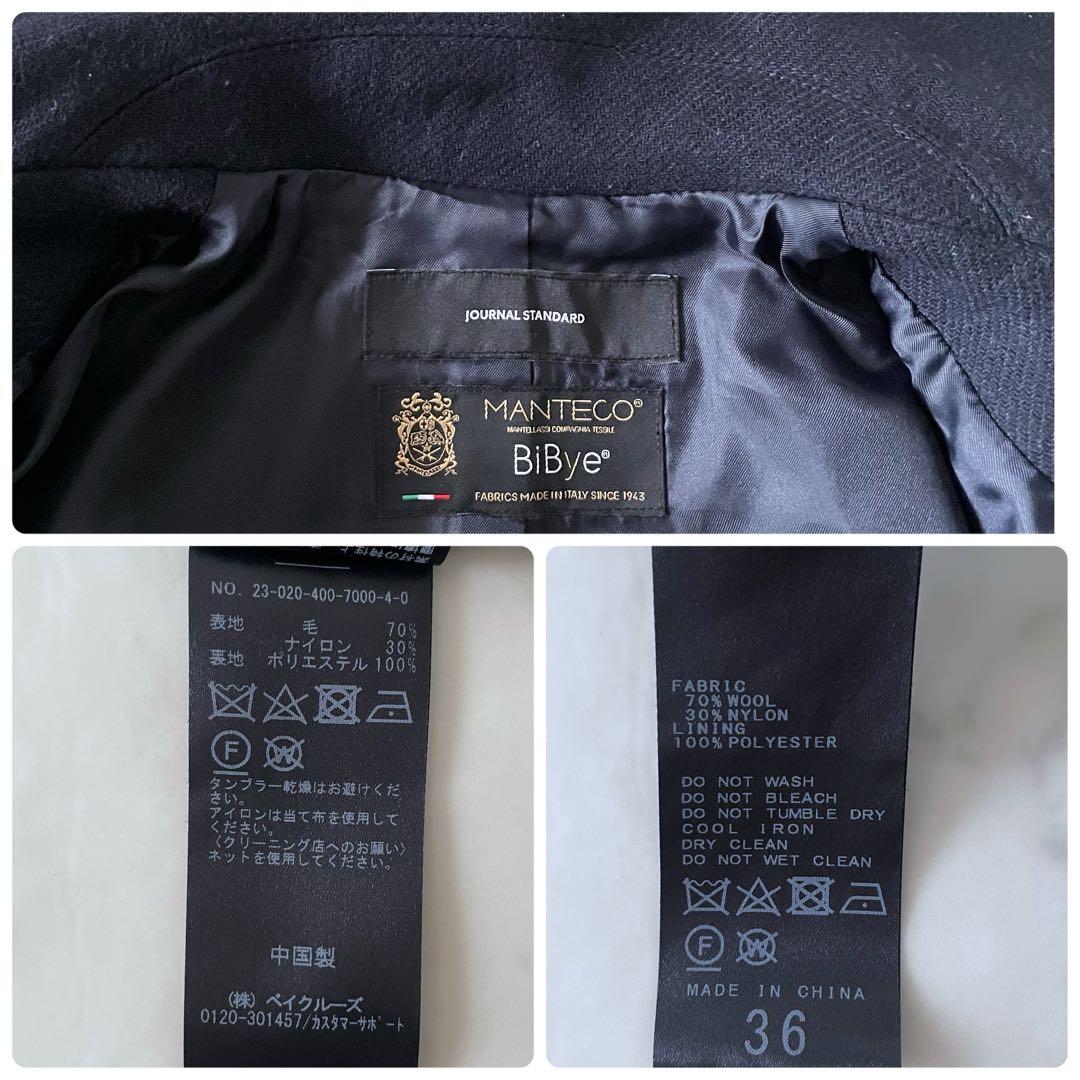 JOURNAL STANDARD
MANTECO®
MANTELLASSI COMPAGNIA TESSILE
BiBye®
FABRICS MADE IN ITALY SINCE 1943
素材の特性上
NO. 23-020-400-7000-4-0
表地 毛 70%
ナイロン 30%
裏地 ポリエステル 100%
F W
タンブラー乾燥はお避けくだ
さい。
アイロンは当て布を使用して
ください。
〈クリーニング店へのお願い〉
ネットを使用してください。
中国製
(株) ベイクルーズ
0120-301457/カスタマーサポート
FABRIC
70% WOOL
30% NYLON
LINING
100% POLYESTER
DO NOT WASH
DO NOT BLEACH
DO NOT TUMBLE DRY
COOL IRON
DRY CLEAN
DO NOT WET CLEAN
F W
MADE IN CHINA
36